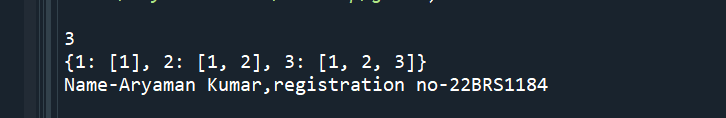 3
{1: [1], 2: [1, 2], 3: [1, 2, 3]}
Name-Aryaman Kumar,registration no-22BRS1184